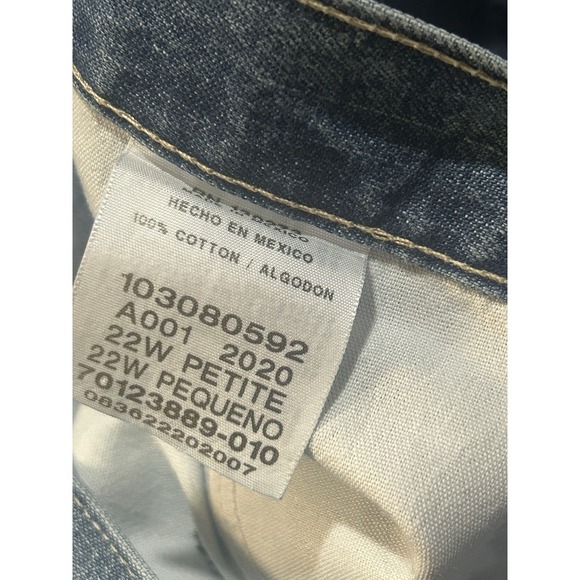 HECHO EN MEXICO
100% COTTON / ALGODON
103080592
A001 2020
22W PETITE
22W PEQUENO
70123889-010
083622202007